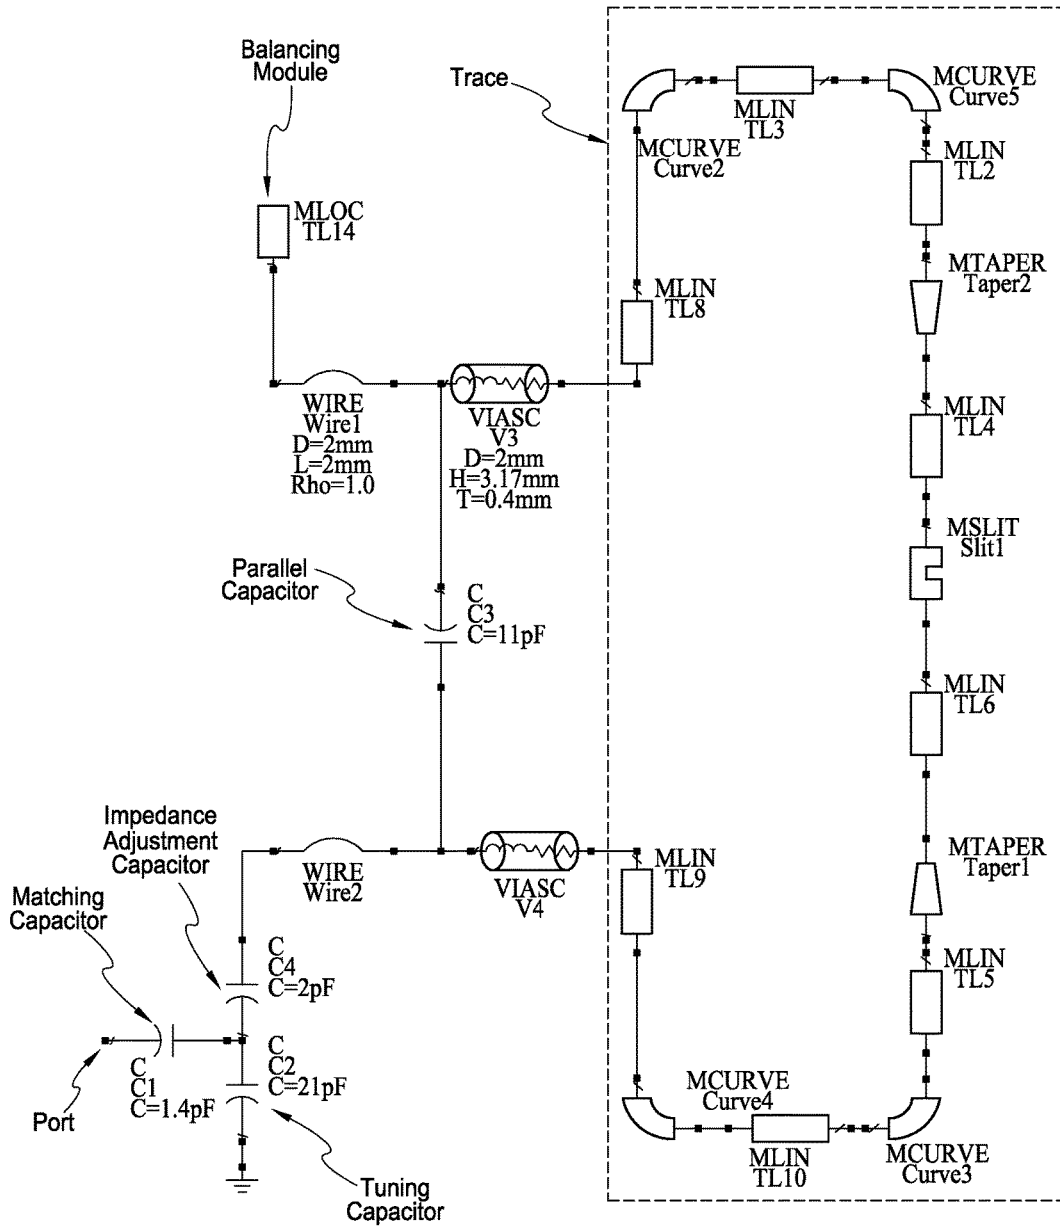 Balancing
Module
Trace
MCURVE
Curve5
MLIN
TL3
MCURVE
Curve2
MLIN
TL2
MLOC
TL14
MTAPER
Taper2
MLIN
TL8
WIRE
Wire1
D=2mm
L=2mm
Rho=1.0
VIASC
V3
D=2mm
H=3.17mm
T=0.4mm
MLIN
TL4
MSLIT
Slit1
Parallel
Capacitor
C
C3
C=11pF
MLIN
TL6
Impedance
Adjustment
Capacitor
WIRE
Wire2
VIASC
V4
MLIN
TL9
MTAPER
Taper1
Matching
Capacitor
C
C4
C=2pF
MLIN
TL5
C
C1
C=1.4pF
C
C2
C=21pF
Port
MCURVE
Curve4
MLIN
TL10
MCURVE
Curve3
Tuning
Capacitor